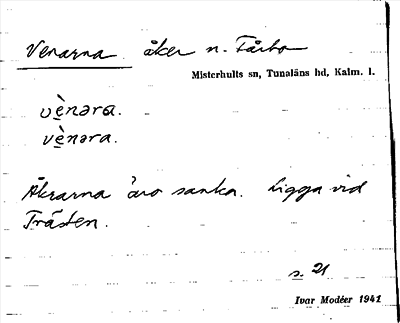 Venarna åker n. Fårbo
Misterhults sn, Tunaläns hd, Kalm. l.
vènəra.
vènəra.
Åkrarna äro sanka. Ligga vid
Träsken.
s. 21
Ivar Modéer 1941